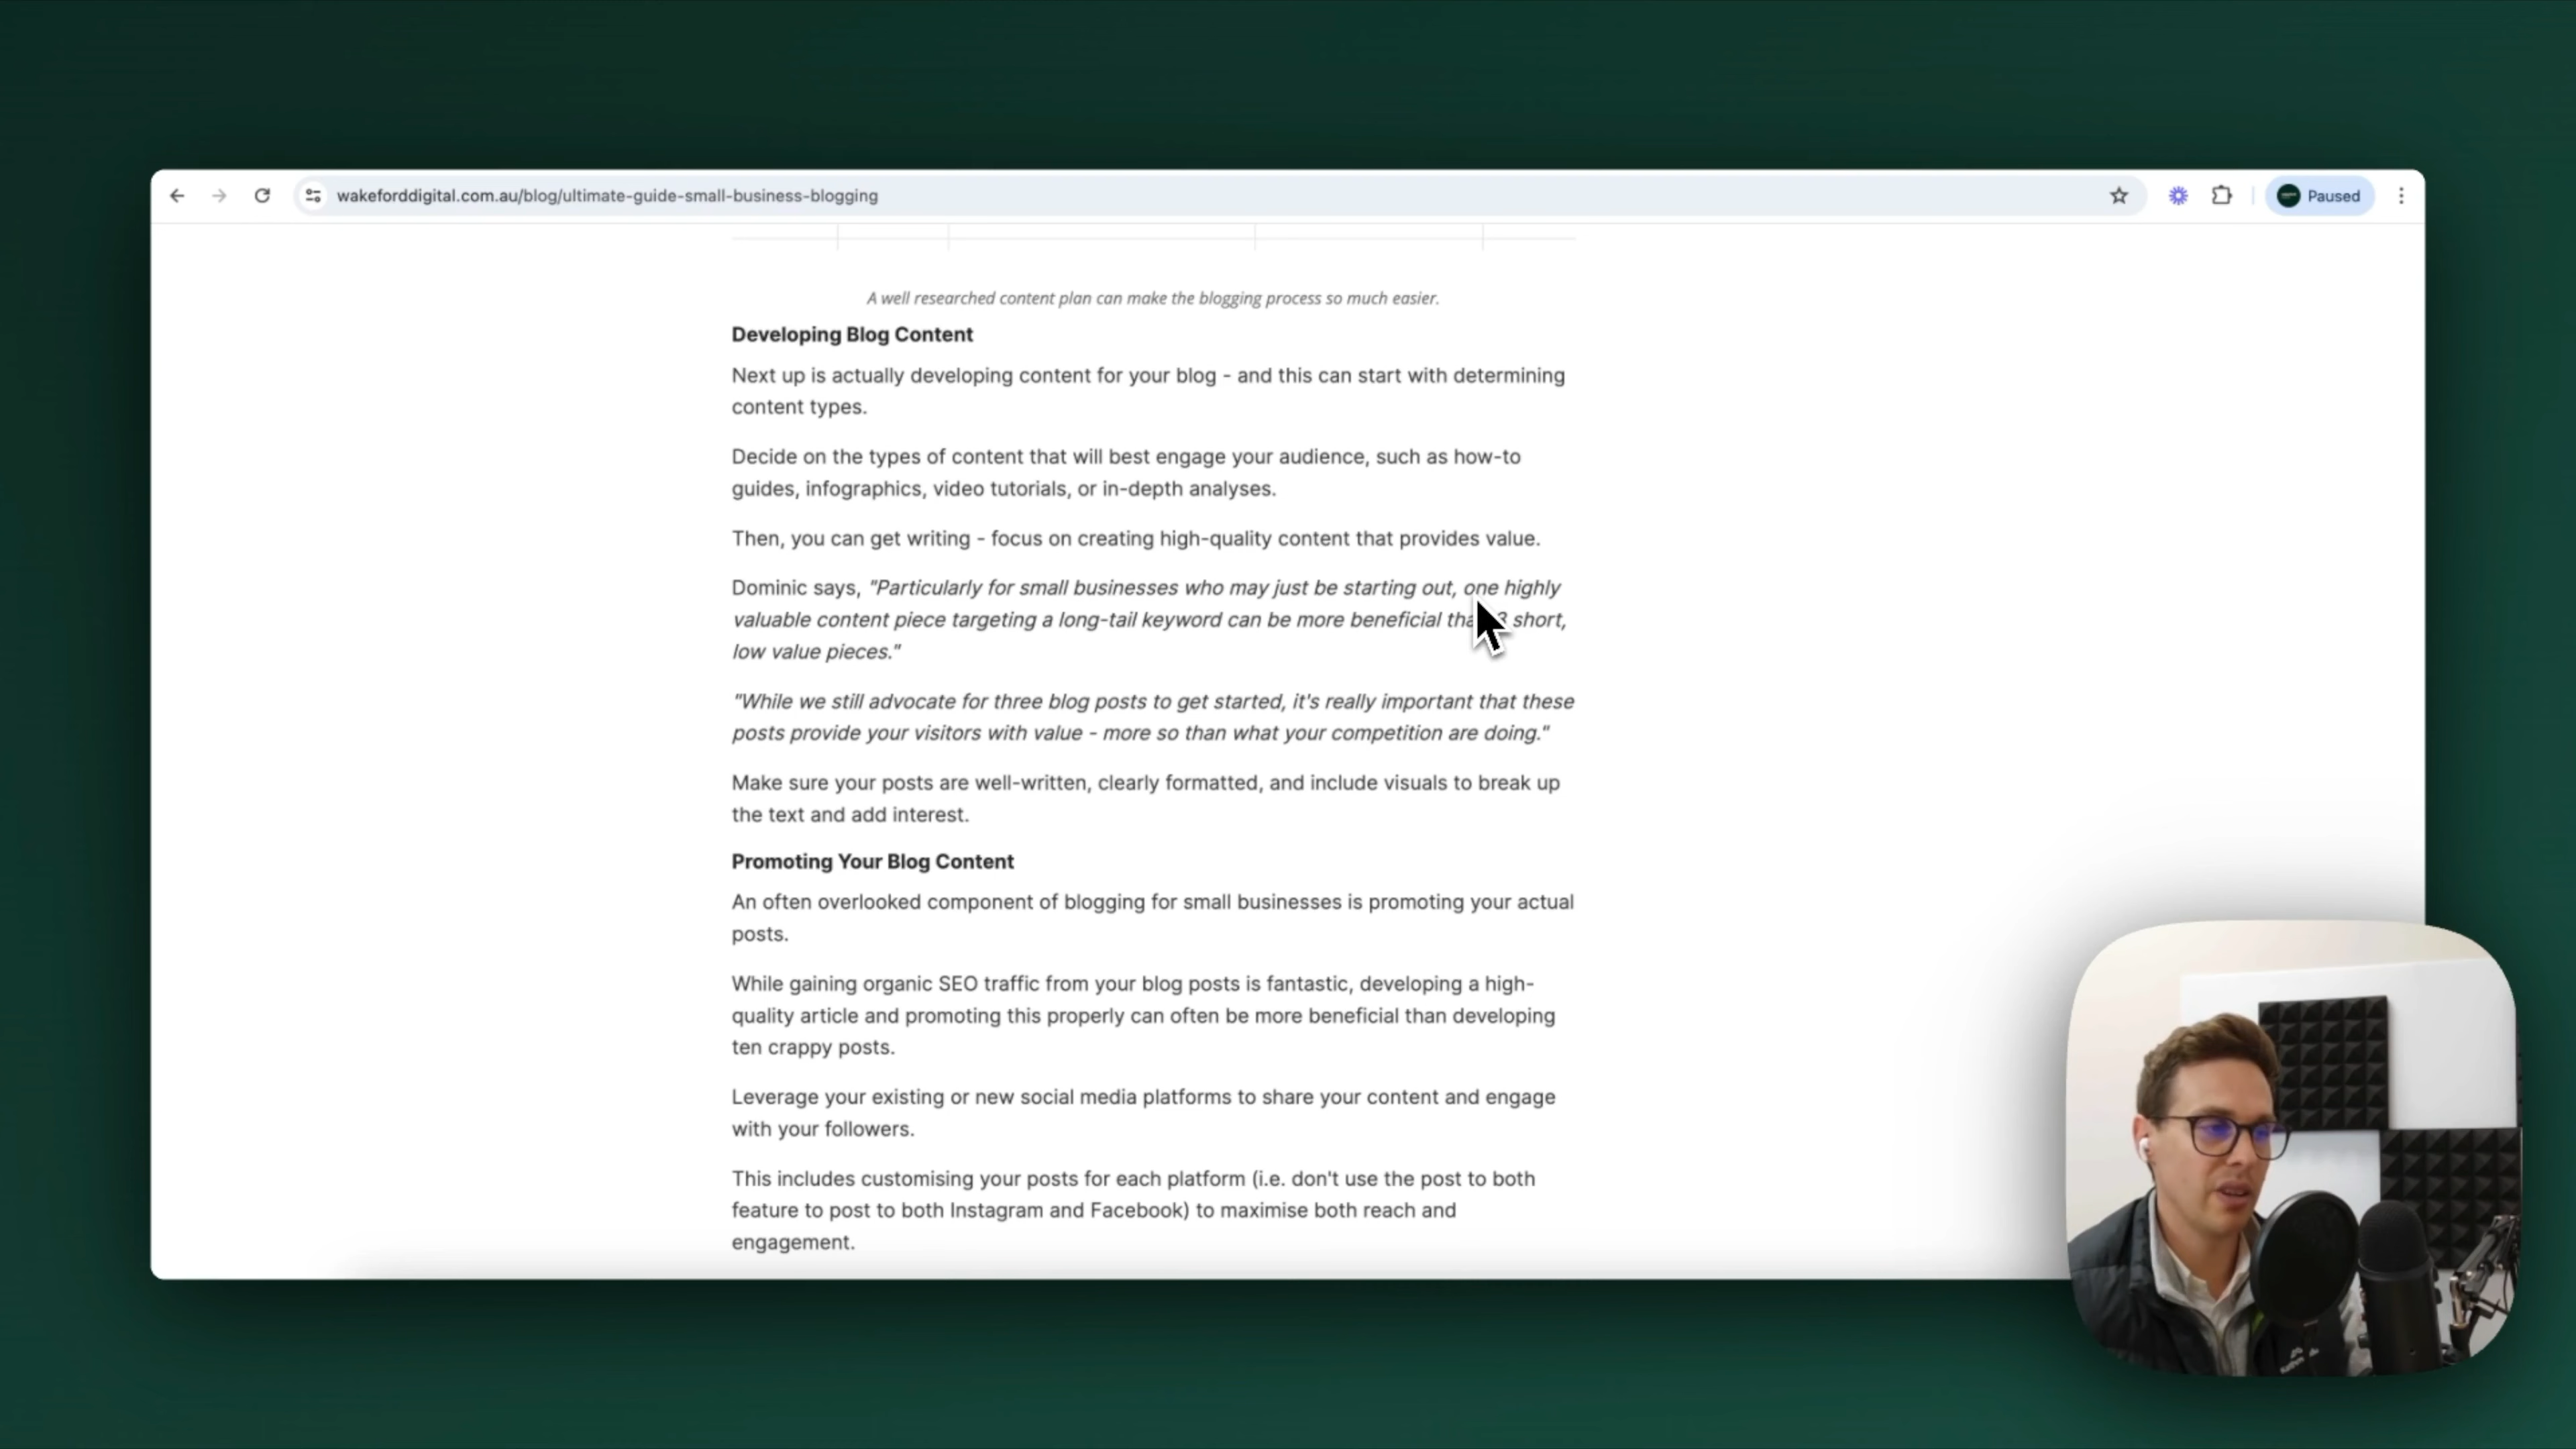 wakeforddigital.com.au/blog/ultimate-guide-small-business-blogging
Paused
A well researched content plan can make the blogging process so much easier.
Developing Blog Content
Next up is actually developing content for your blog - and this can start with determining
content types.
Decide on the types of content that will best engage your audience, such as how-to
guides, infographics, video tutorials, or in-depth analyses.
Then, you can get writing - focus on creating high-quality content that provides value.
Dominic says, "Particularly for small businesses who may just be starting out, one highly
valuable content piece targeting a long-tail keyword can be more beneficial short,
low value pieces."
"While we still advocate for three blog posts to get started, it's really important that these
posts provide your visitors with value - more so than what your competition are doing."
Make sure your posts are well-written, clearly formatted, and include visuals to break up
the text and add interest.
Promoting Your Blog Content
An often overlooked component of blogging for small businesses is promoting your actual
posts.
While gaining organic SEO traffic from your blog posts is fantastic, developing a high-
quality article and promoting this properly can often be more beneficial than developing
ten crappy posts.
Leverage your existing or new social media platforms to share your content and engage
with your followers.
This includes customising your posts for each platform (i.e. don't use the post to both
feature to post to both Instagram and Facebook) to maximise both reach and
engagement.